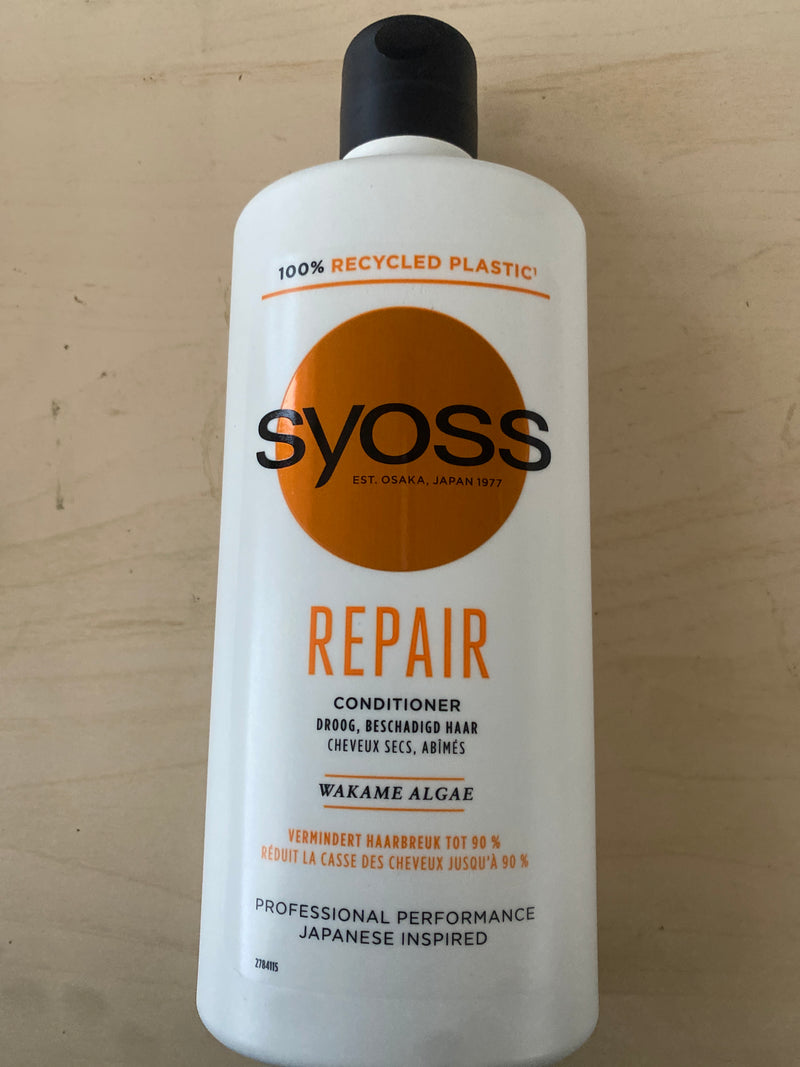 100% RECYCLED PLASTIC¹
syoss
EST. OSAKA, JAPAN 1977
REPAIR
CONDITIONER
DROOG, BESCHADIGD HAAR
CHEVEUX SECS, ABÎMÉS
WAKAME ALGAE
VERMINDERT HAARBREUK TOT 90 %
RÉDUIT LA CASSE DES CHEVEUX JUSQU'À 90 %
PROFESSIONAL PERFORMANCE
JAPANESE INSPIRED
2784115